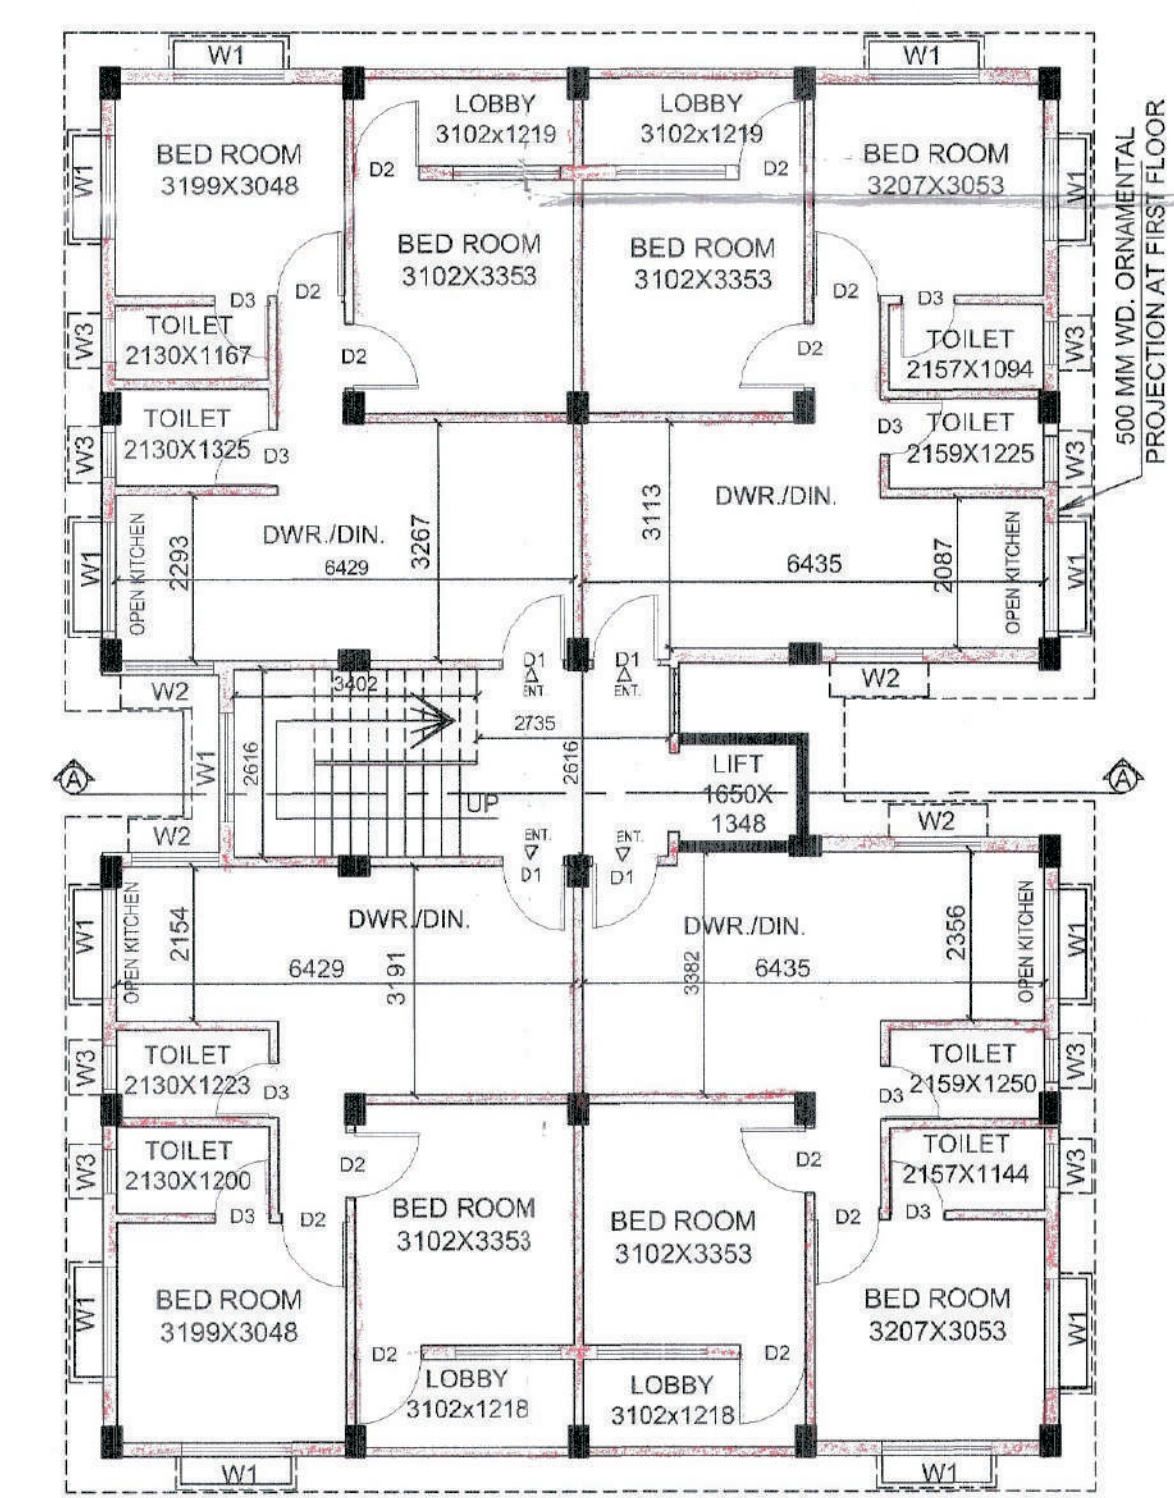 W1
W1
LOBBY
3102x1219
LOBBY
3102x1219
BED ROOM
3199X3048
D2
D2
BED ROOM
3207X3053
W1
W1
500 MM WD. ORNAMENTAL
PROJECTION AT FIRST FLOOR
BED ROOM
3102X3353
BED ROOM
3102X3353
D3
D2
D2
D3
W3
TOILET
2130X1167
D2
D2
TOILET
2157X1094
W3
TOILET
2130X1325
D3
D3
TOILET
2159X1225
W3
W3
DWR./DIN.
6429
3267
3113
DWR./DIN.
6435
W1
OPEN KITCHEN
2293
2087
OPEN KITCHEN
W1
D1
ENT.
D1
ENT.
W2
3402
W2
2735
W1
2616
2616
LIFT
1650X
1348
A
A
UP
W2
W2
ENT.
D1
ENT.
D1
W1
OPEN KITCHEN
2154
DWR./DIN.
6429
3191
DWR./DIN.
3382
6435
2356
OPEN KITCHEN
W1
W3
TOILET
2130X1223
D3
D3
TOILET
2159X1250
W3
W3
TOILET
2130X1200
D2
D2
TOILET
2157X1144
W3
D3
D2
D2
D3
BED ROOM
3102X3353
BED ROOM
3102X3353
W1
BED ROOM
3199X3048
BED ROOM
3207X3053
W1
D2
D2
LOBBY
3102x1218
LOBBY
3102x1218
W1
W1